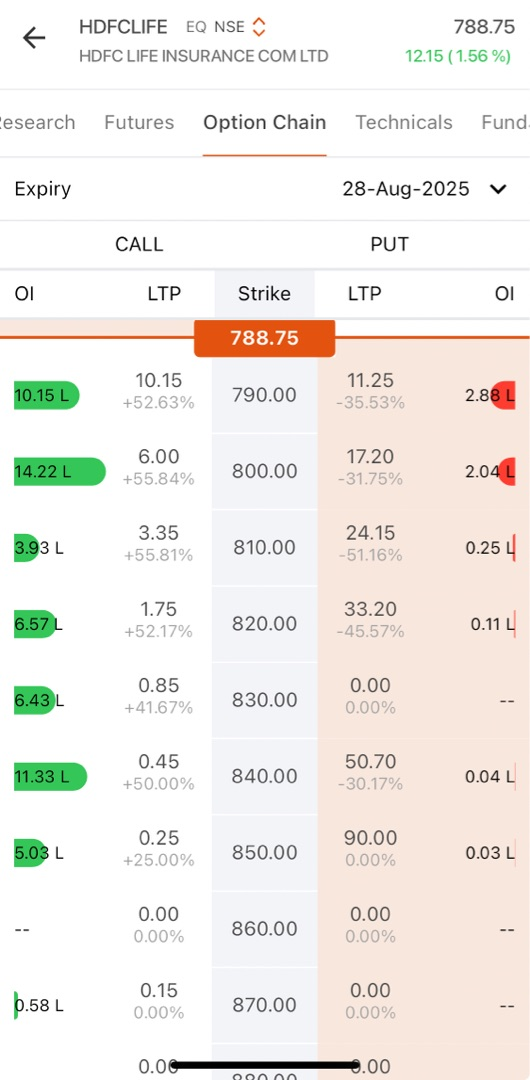 HDFCLIFE EQ NSE 788.75
HDFC LIFE INSURANCE COM LTD 12.15 ( 1.56 %)
esearch Futures Option Chain Technicals Fund
Expiry 28-Aug-2025
CALL PUT
OI LTP Strike LTP OI
788.75
10.15 L 10.15 790.00 11.25 2.88 L
+52.63% -35.53%
14.22 L 6.00 800.00 17.20 2.04 L
+55.84% -31.75%
3.93 L 3.35 810.00 24.15 0.25 L
+55.81% -51.16%
6.57 L 1.75 820.00 33.20 0.11 L
+52.17% -45.57%
6.43 L 0.85 830.00 0.00 --
+41.67% 0.00%
11.33 L 0.45 840.00 50.70 0.04 L
+50.00% -30.17%
5.03 L 0.25 850.00 90.00 0.03 L
+25.00% 0.00%
-- 0.00 860.00 0.00 --
0.00% 0.00%
0.58 L 0.15 870.00 0.00 --
0.00% 0.00%
0.00 0.00
880.00